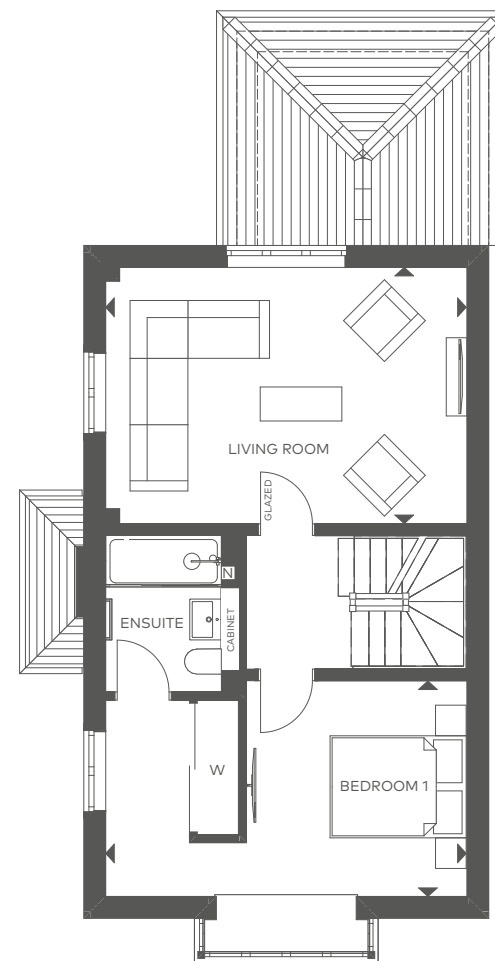 LIVING ROOM
GLAZED
N
ENSUITE
CABINET
W
BEDROOM 1